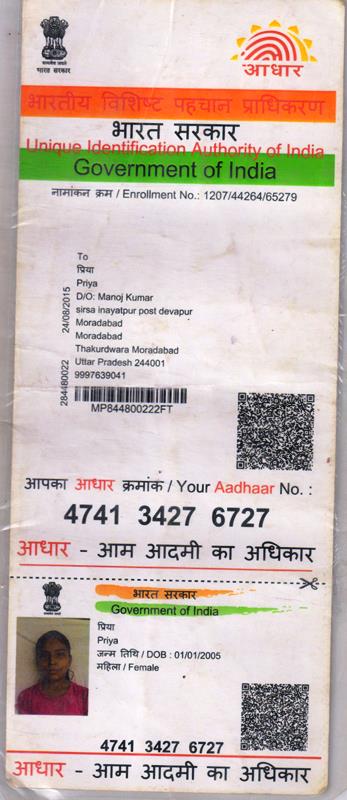 भारत सरकार
आधार
भारतीय विशिष्ट पहचान प्राधिकरण
भारत सरकार
Unique Identification Authority of India
Government of India
नामांकन क्रम / Enrollment No.: 1207/44264/65279
To
प्रिया
Priya
D/O: Manoj Kumar
sirsa inayatpur post devapur
Moradabad
Moradabad
Thakurdwara Moradabad
Uttar Pradesh 244001
9997639041
24/08/2015
284480022
MP844800222FT
आपका आधार क्रमांक / Your Aadhaar No. :
4741 3427 6727
आधार - आम आदमी का अधिकार
भारत सरकार
Government of India
प्रिया
Priya
जन्म तिथि / DOB : 01/01/2005
महिला / Female
4741 3427 6727
आधार - आम आदमी का अधिकार